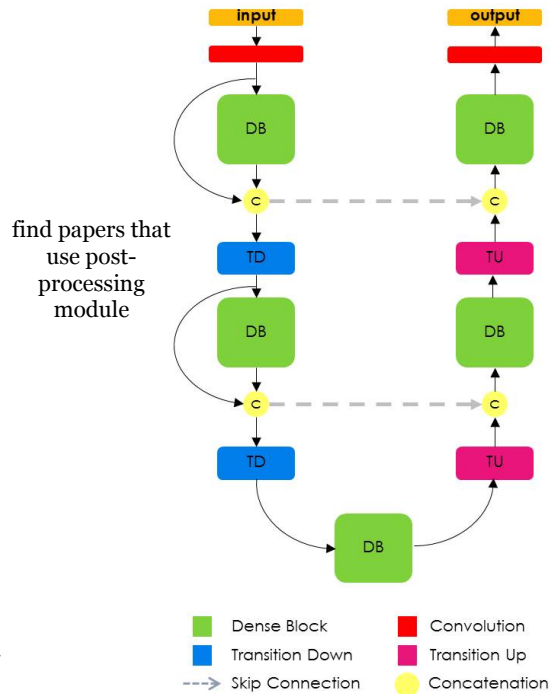 input
output
DB
DB
C
C
find papers that
use post-
processing
module
TD
TU
DB
DB
C
C
TD
TU
DB
Dense Block
Convolution
Transition Down
Transition Up
Skip Connection
Concatenation